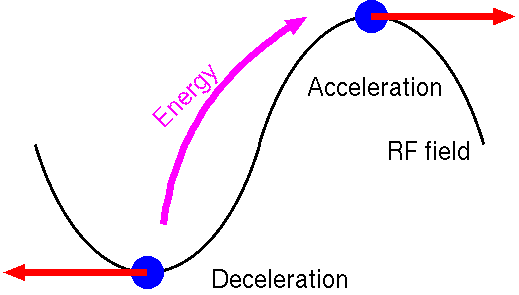 Energy
Acceleration
RF field
Deceleration